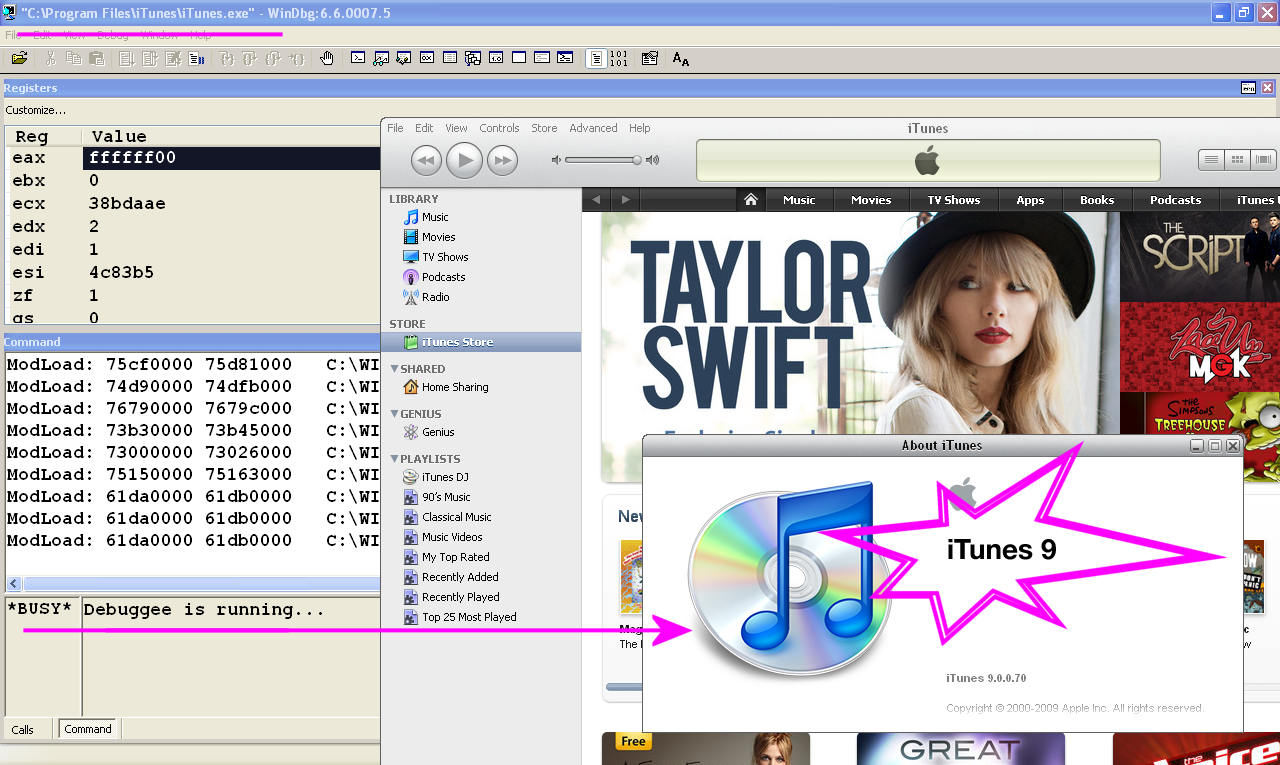 "C:\Program Files\iTunes\iTunes.exe" - WinDbg:6.6.0007.5
File Edit View Debug Window Help
Registers
Customize...
Reg Value
eax ffffff00
ebx 0
ecx 38bdaae
edx 2
edi 1
esi 4c83b5
zf 1
gs 0
Command
ModLoad: 75cf0000 75d81000 C:\WI
ModLoad: 74d90000 74dfb000 C:\WI
ModLoad: 76790000 7679c000 C:\WI
ModLoad: 73b30000 73b45000 C:\WI
ModLoad: 73000000 73026000 C:\WI
ModLoad: 75150000 75163000 C:\WI
ModLoad: 61da0000 61db0000 C:\WI
ModLoad: 61da0000 61db0000 C:\WI
ModLoad: 61da0000 61db0000 C:\WI
*BUSY* Debuggee is running...
Calls Command
File Edit View Controls Store Advanced Help
iTunes
LIBRARY
Music
Movies
TV Shows
Podcasts
Radio
STORE
iTunes Store
SHARED
Home Sharing
GENIUS
Genius
PLAYLISTS
iTunes DJ
90's Music
Classical Music
Music Videos
My Top Rated
Recently Added
Recently Played
Top 25 Most Played
Music Movies TV Shows Apps Books Podcasts iTunes U
TAYLOR
SWIFT
THE
SCRIPT
Lace Up
MGK
THE
SIMPSONS
TREEHOUSE
New
Mag
The
About iTunes
iTunes 9
iTunes 9.0.0.70
Copyright © 2000-2009 Apple Inc. All rights reserved.
Free
GREAT
Voice